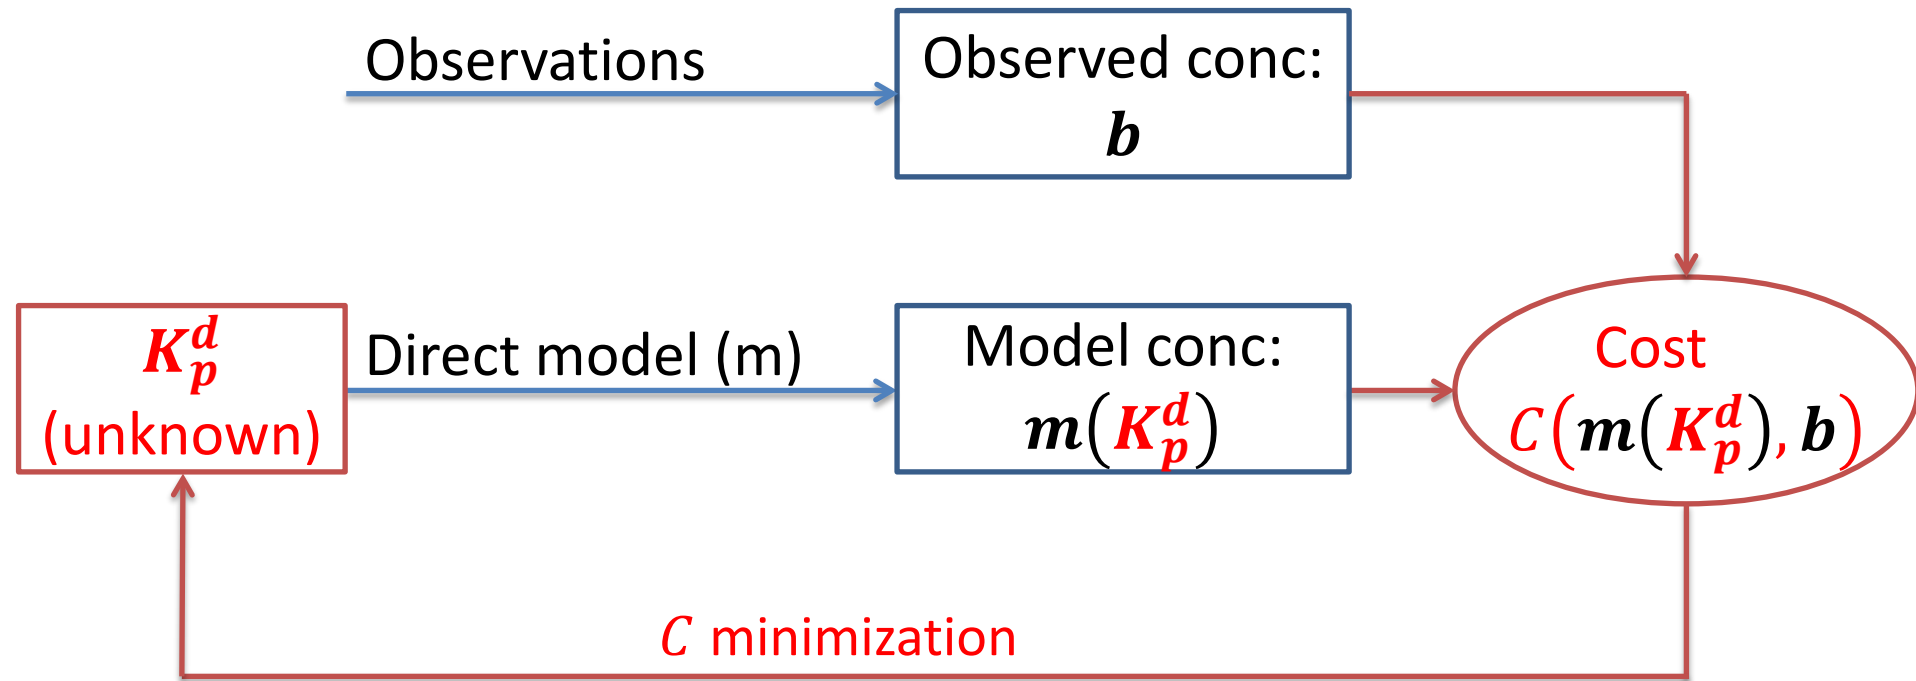 Observations
Observed conc:
b
K_p^d
(unknown)
Direct model (m)
Model conc:
m(K_p^d)
Cost
C(m(K_p^d), b)
C minimization